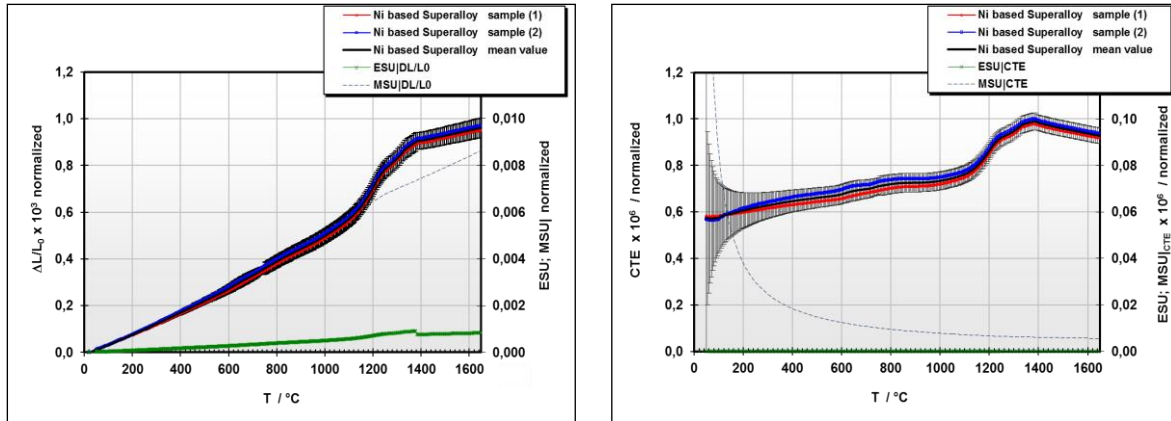 Ni based Superalloy sample (1)
Ni based Superalloy sample (2)
Ni based Superalloy mean value
ESU|DL/L0
MSU|DL/L0
1,2
1,0
0,8
0,6
0,4
0,2
0,0
ΔL/L₀ x 10³ / normalized
0,010
0,008
0,006
0,004
0,002
0,000
ESU; MSU| normalized
0 200 400 600 800 1000 1200 1400 1600
T / °C
Ni based Superalloy sample (1)
Ni based Superalloy sample (2)
Ni based Superalloy mean value
ESU|CTE
MSU|CTE
1,2
1,0
0,8
0,6
0,4
0,2
0,0
CTE x 10⁶ / normalized
0,10
0,08
0,06
0,04
0,02
0,00
ESU; MSU|CTE x 10⁶ / normalized
0 200 400 600 800 1000 1200 1400 1600
T / °C